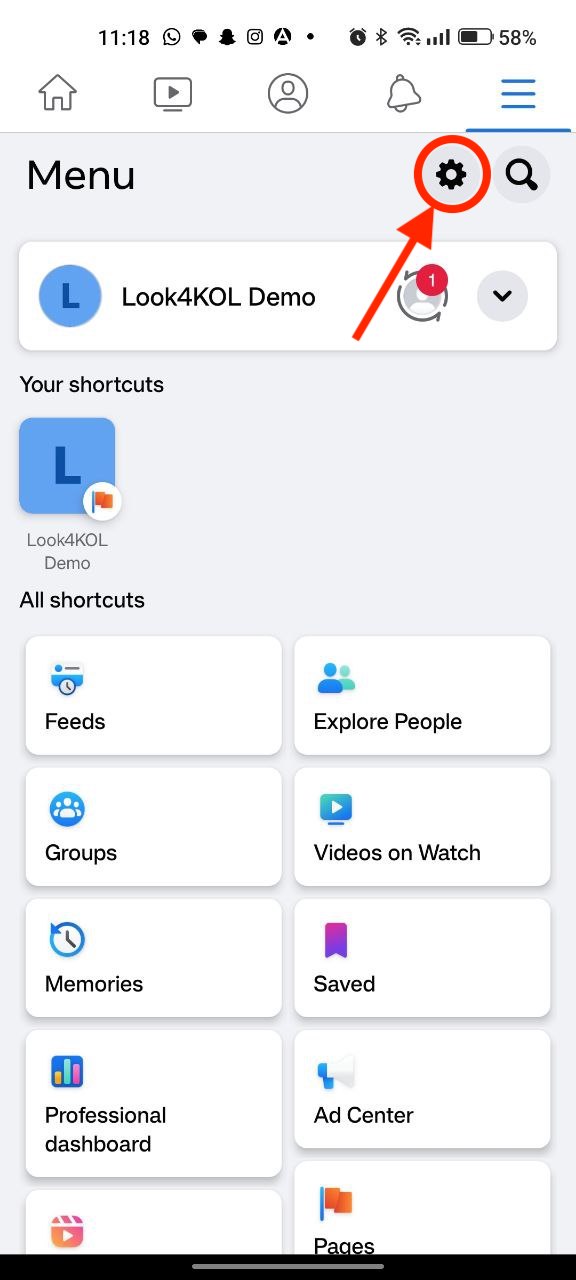 11:18
58%
Menu
L
Look4KOL Demo
1
Your shortcuts
L
Look4KOL
Demo
All shortcuts
Feeds
Explore People
Groups
Videos on Watch
Memories
Saved
Professional
dashboard
Ad Center
Pages